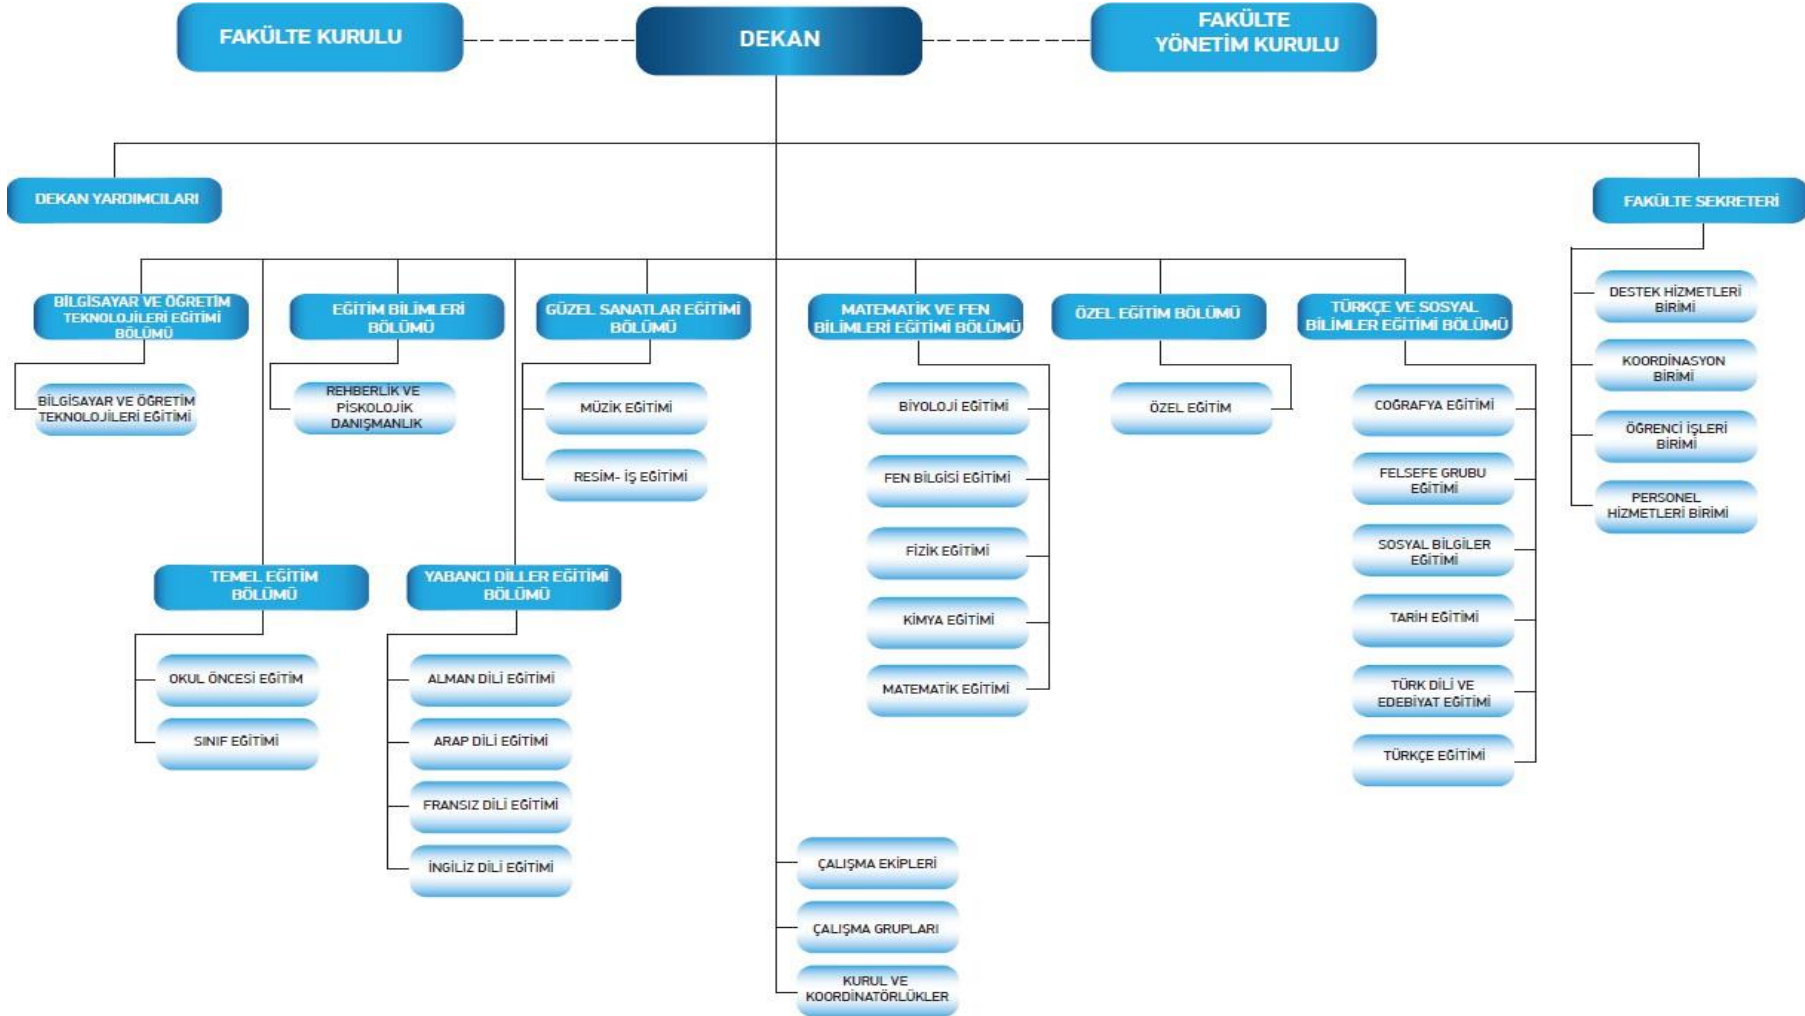 FAKÜLTE KURULU
DEKAN
FAKÜLTE
YÖNETİM KURULU
DEKAN YARDIMCILARI
FAKÜLTE SEKRETERİ
BİLGİSAYAR VE ÖĞRETİM
TEKNOLOJİLERİ EĞİTİMİ
BÖLÜMÜ
EĞİTİM BİLİMLERİ
BÖLÜMÜ
GÜZEL SANATLAR EĞİTİMİ
BÖLÜMÜ
MATEMATİK VE FEN
BİLİMLERİ EĞİTİMİ BÖLÜMÜ
ÖZEL EĞİTİM BÖLÜMÜ
TÜRKÇE VE SOSYAL
BİLİMLER EĞİTİMİ BÖLÜMÜ
BİLGİSAYAR VE ÖĞRETİM
TEKNOLOJİLERİ EĞİTİMİ
REHBERLİK VE
PİSKOLOJİK
DANIŞMANLIK
MÜZİK EĞİTİMİ
RESİM- İŞ EĞİTİMİ
BİYOLOJİ EĞİTİMİ
FEN BİLGİSİ EĞİTİMİ
FİZİK EĞİTİMİ
KİMYA EĞİTİMİ
MATEMATİK EĞİTİMİ
ÖZEL EĞİTİM
COĞRAFYA EĞİTİMİ
FELSEFE GRUBU
EĞİTİMİ
SOSYAL BİLGİLER
EĞİTİMİ
TARİH EĞİTİMİ
TÜRK DİLİ VE
EDEBİYAT EĞİTİMİ
TÜRKÇE EĞİTİMİ
DESTEK HİZMETLERİ
BİRİMİ
KOORDİNASYON
BİRİMİ
ÖĞRENCİ İŞLERİ
BİRİMİ
PERSONEL
HİZMETLERİ BİRİMİ
TEMEL EĞİTİM
BÖLÜMÜ
YABANCI DİLLER EĞİTİMİ
BÖLÜMÜ
OKUL ÖNCESİ EĞİTİM
SINIF EĞİTİMİ
ALMAN DİLİ EĞİTİMİ
ARAP DİLİ EĞİTİMİ
FRANSIZ DİLİ EĞİTİMİ
İNGİLİZ DİLİ EĞİTİMİ
ÇALIŞMA EKİPLERİ
ÇALIŞMA GRUPLARI
KURUL VE
KOORDİNATÖRLÜKLER